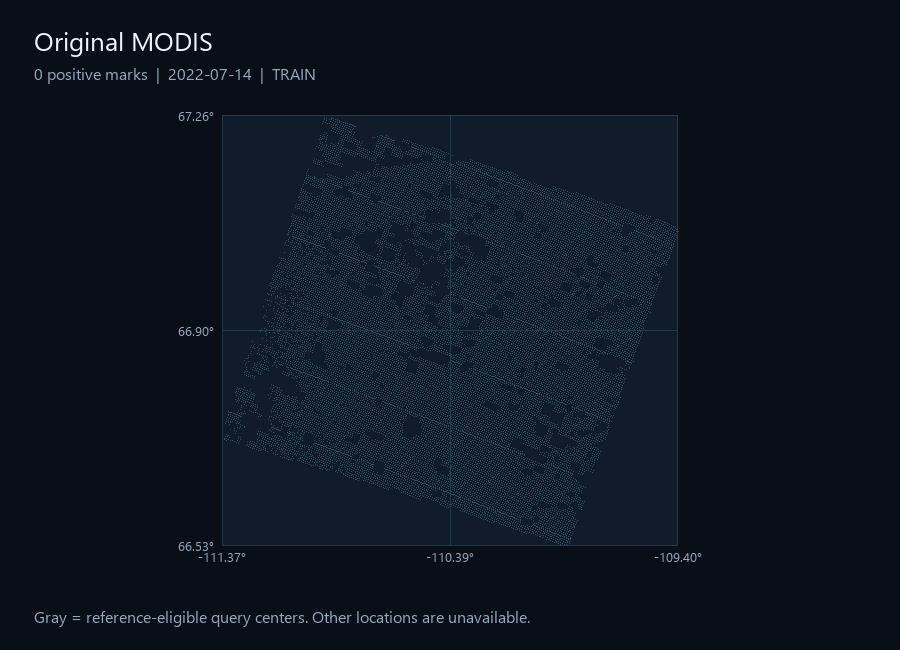 Original MODIS
0 positive marks | 2022-07-14 | TRAIN
67.26°
66.90°
66.53°
-111.37°
-110.39°
-109.40°
Gray = reference-eligible query centers. Other locations are unavailable.